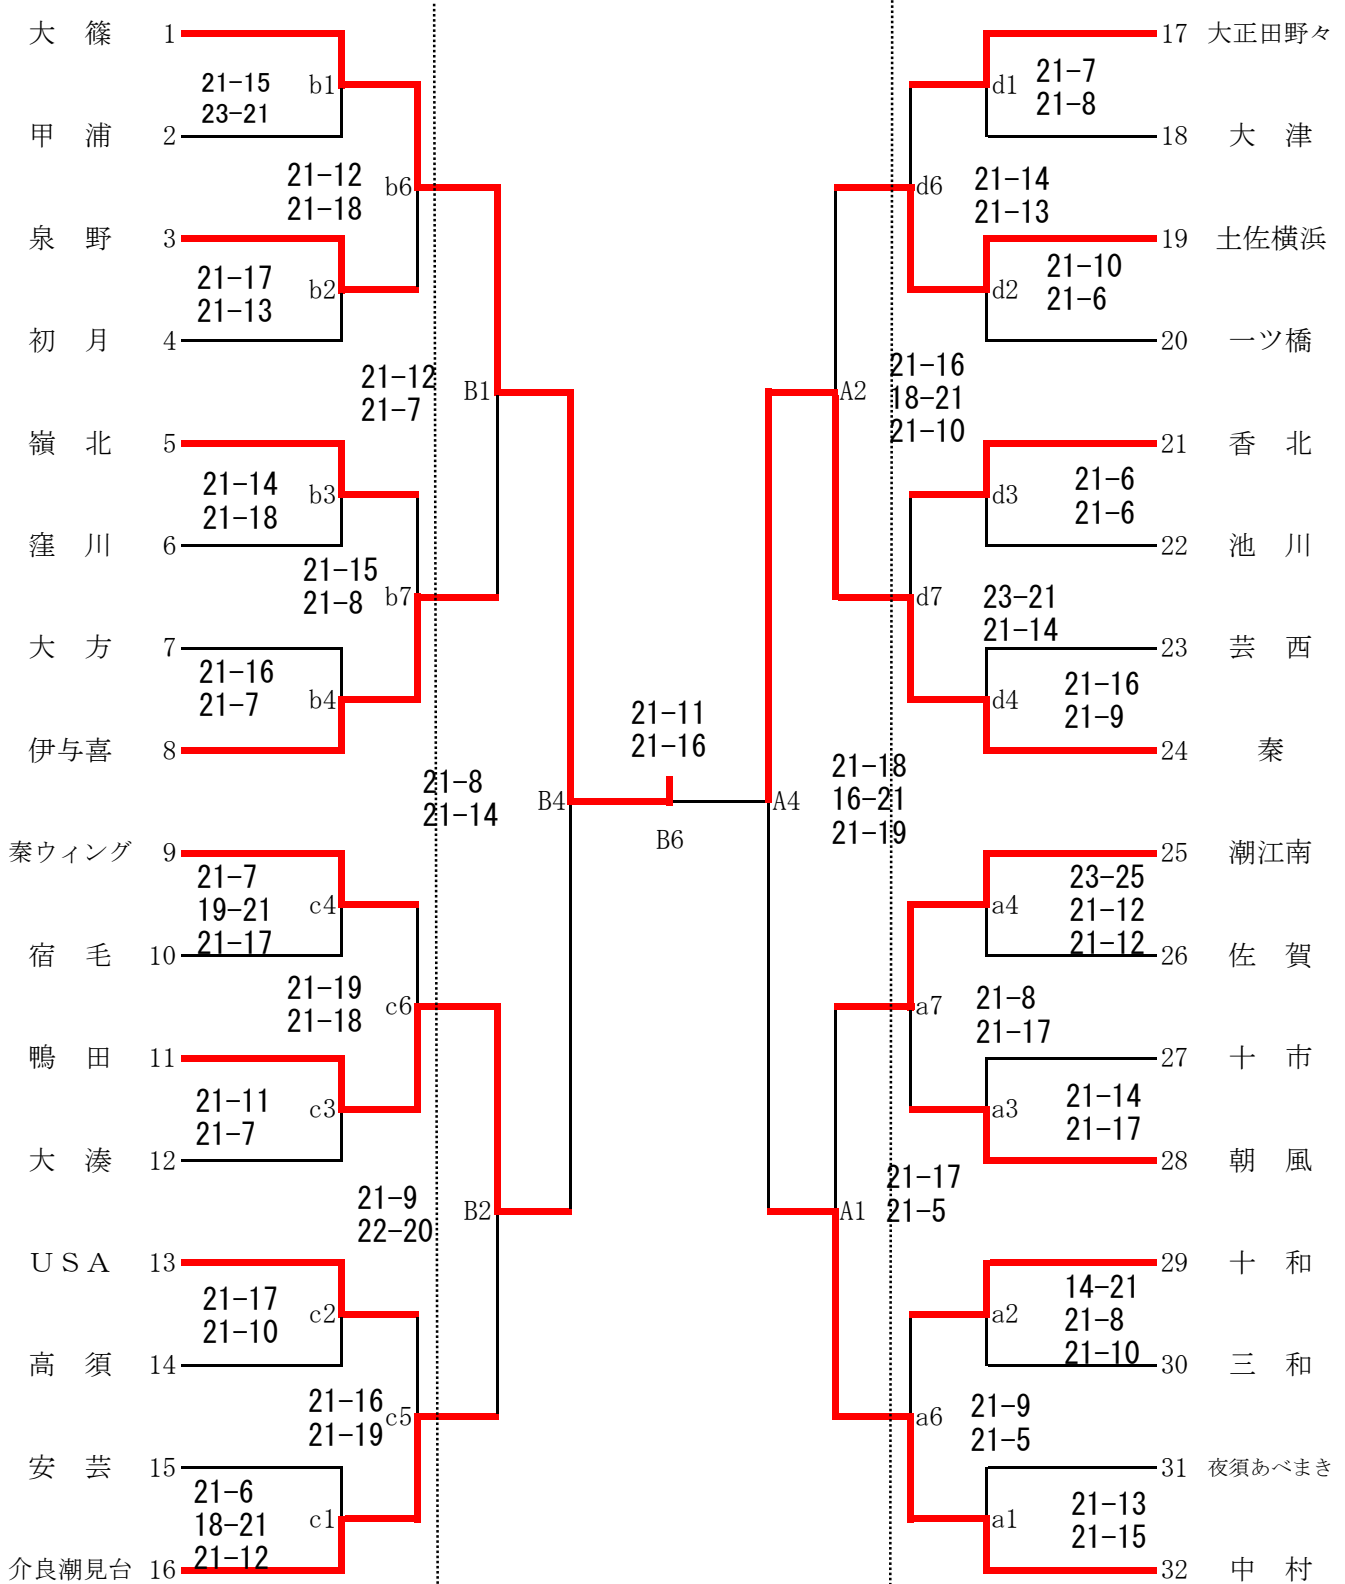 大　篠 1
21−15 b1
23−21
甲　浦 2
21−12 b6
21−18
泉　野 3
21−17 b2
21−13
初　月 4
21−12 B1
21−7
嶺　北 5
21−14 b3
21−18
窪　川 6
21−15 b7
21−8
大　方 7
21−16 b4
21−7
伊与喜 8
21−8 B4
21−14
秦ウィング 9
21−7
19−21 c4
21−17
宿　毛 10
21−19 c6
21−18
鴨　田 11
21−11 c3
21−7
大　湊 12
21−9 B2
22−20
ＵＳＡ 13
21−17 c2
21−10
高　須 14
21−16 c5
21−19
安　芸 15
21−6
18−21 c1
21−12
介良潮見台 16
21−11
21−16
B6
17 大正田野々
d1 21−7
21−8
18 大　津
d6 21−14
21−13
19 土佐横浜
d2 21−10
21−6
20 一ツ橋
A2 21−16
18−21
21−10
21 香　北
d3 21−6
21−6
22 池　川
d7 23−21
21−14
23 芸　西
d4 21−16
21−9
24 秦
A4 21−18
16−21
21−19
25 潮江南
a4 23−25
21−12
21−12
26 佐　賀
a7 21−8
21−17
27 十　市
a3 21−14
21−17
28 朝　風
A1 21−17
21−5
29 十　和
a2 14−21
21−8
21−10
30 三　和
a6 21−9
21−5
31 夜須あべまき
a1 21−13
21−15
32 中　村